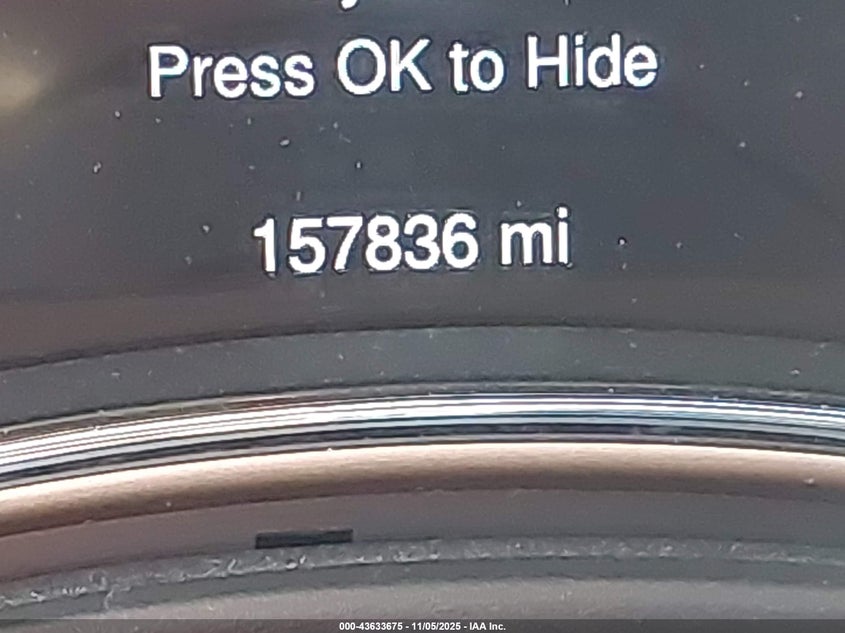 Press OK to Hide
157836 mi
000-43633675 - 11/05/2025 - IAA Inc.